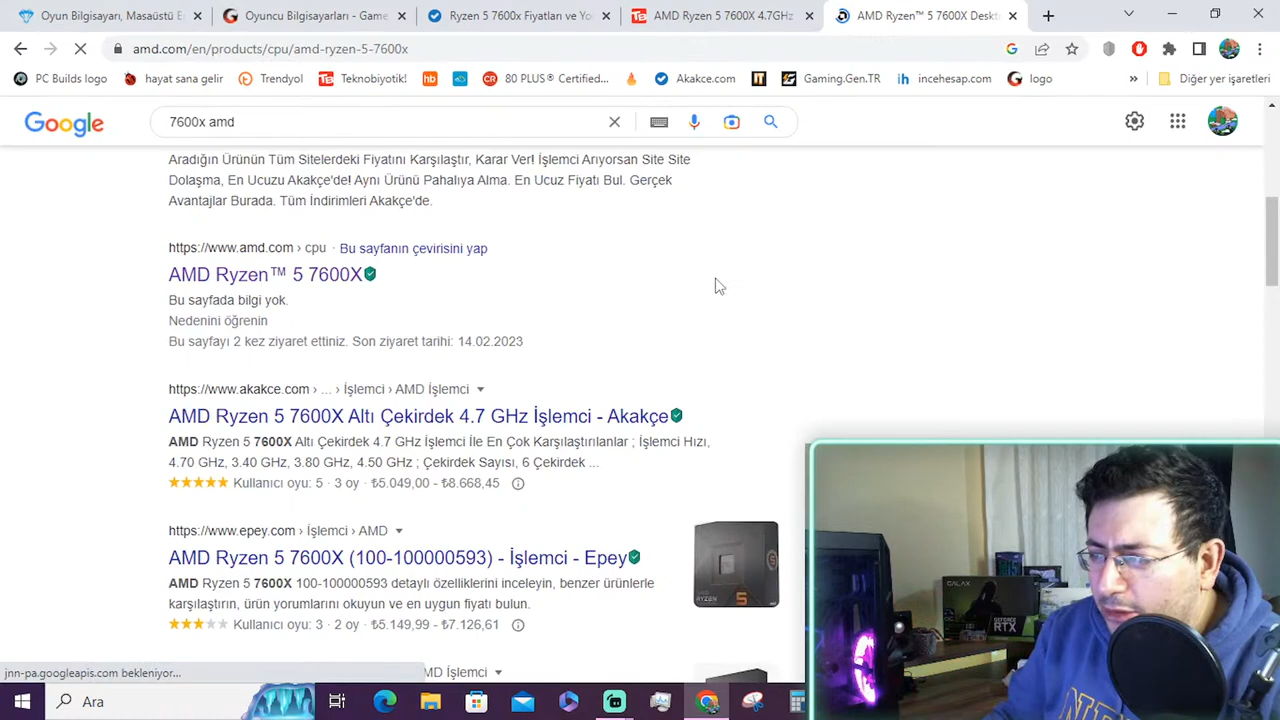 Oyun Bilgisayarı, Masaüstü E
Oyuncu Bilgisayarları - Game
Ryzen 5 7600x Fiyatları ve Yo
AMD Ryzen 5 7600X 4.7GHz
AMD Ryzen™ 5 7600X Deskt
amd.com/en/products/cpu/amd-ryzen-5-7600x
PC Builds logo
hayat sana gelir
Trendyol
Teknobiyotik!
80 PLUS® Certified...
Akakce.com
Gaming.Gen.TR
incehesap.com
logo
Diğer yer işaretleri
Google
7600x amd
Aradığın Ürünün Tüm Sitelerdeki Fiyatını Karşılaştır, Karar Ver! İşlemci Arıyorsan Site Site
Dolaşma, En Ucuzu Akakçe'de! Aynı Ürünü Pahalıya Alma. En Ucuz Fiyatı Bul. Gerçek
Avantajlar Burada. Tüm İndirimleri Akakçe'de.
https://www.amd.com › cpu · Bu sayfanın çevirisini yap
AMD Ryzen™ 5 7600X
Bu sayfada bilgi yok.
Nedenini öğrenin
Bu sayfayı 2 kez ziyaret ettiniz. Son ziyaret tarihi: 14.02.2023
https://www.akakce.com › ... › İşlemci › AMD İşlemci
AMD Ryzen 5 7600X Altı Çekirdek 4.7 GHz İşlemci - Akakçe
AMD Ryzen 5 7600X Altı Çekirdek 4.7 GHz İşlemci İle En Çok Karşılaştırılanlar ; İşlemci Hızı,
4.70 GHz, 3.40 GHz, 3.80 GHz, 4.50 GHz ; Çekirdek Sayısı, 6 Çekirdek ...
Kullanıcı oyu: 5 · 3 oy · ₺5.049,00 - ₺8.668,45
https://www.epey.com › İşlemci › AMD
AMD Ryzen 5 7600X (100-100000593) - İşlemci - Epey
AMD Ryzen 5 7600X 100-100000593 detaylı özelliklerini inceleyin, benzer ürünlerle
karşılaştırın, ürün yorumlarını okuyun ve en uygun fiyatı bulun.
Kullanıcı oyu: 3 · 2 oy · ₺5.149,99 - ₺7.126,61
RYZEN 5
GALAX
GEFORCE
RTX
jnn-pa.googleapis.com bekleniyor...
MD İşlemci
Ara